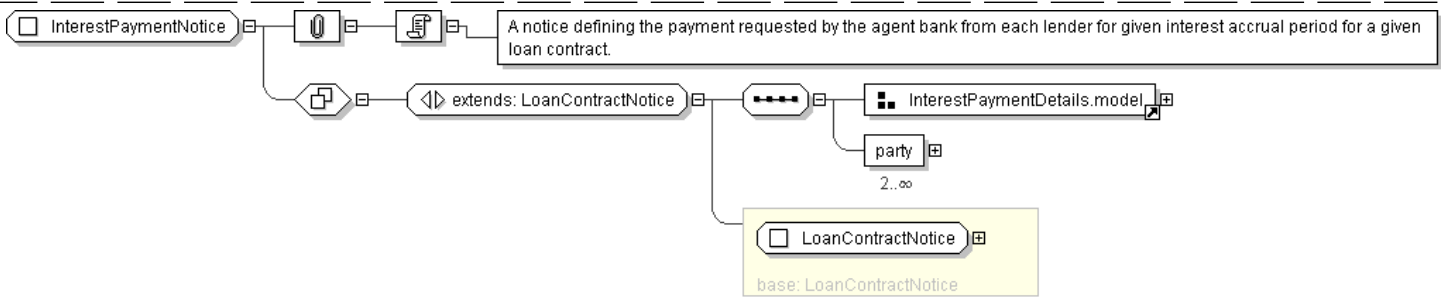 InterestPaymentNotice
A notice defining the payment requested by the agent bank from each lender for given interest accrual period for a given
loan contract.
extends: LoanContractNotice
InterestPaymentDetails.model
party
2..∞
LoanContractNotice
base: LoanContractNotice